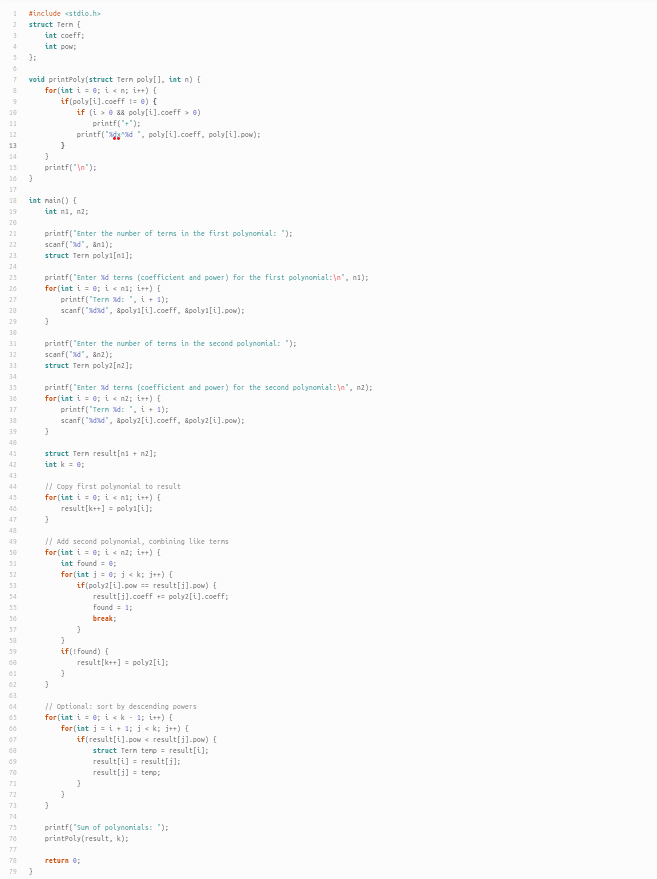 1 #include <stdio.h>
2 struct Term {
3     int coeff;
4     int pow;
5 };
6
7 void printPoly(struct Term poly[], int n) {
8     for(int i = 0; i < n; i++) {
9         if(poly[i].coeff != 0) {
10             if (i > 0 && poly[i].coeff > 0)
11                 printf("+");
12             printf("%dx^%d ", poly[i].coeff, poly[i].pow);
13         }
14     }
15     printf("\n");
16 }
17
18 int main() {
19     int n1, n2;
20
21     printf("Enter the number of terms in the first polynomial: ");
22     scanf("%d", &n1);
23     struct Term poly1[n1];
24
25     printf("Enter %d terms (coefficient and power) for the first polynomial:\n", n1);
26     for(int i = 0; i < n1; i++) {
27         printf("Term %d: ", i + 1);
28         scanf("%d%d", &poly1[i].coeff, &poly1[i].pow);
29     }
30
31     printf("Enter the number of terms in the second polynomial: ");
32     scanf("%d", &n2);
33     struct Term poly2[n2];
34
35     printf("Enter %d terms (coefficient and power) for the second polynomial:\n", n2);
36     for(int i = 0; i < n2; i++) {
37         printf("Term %d: ", i + 1);
38         scanf("%d%d", &poly2[i].coeff, &poly2[i].pow);
39     }
40
41     struct Term result[n1 + n2];
42     int k = 0;
43
44     // Copy first polynomial to result
45     for(int i = 0; i < n1; i++) {
46         result[k++] = poly1[i];
47     }
48
49     // Add second polynomial, combining like terms
50     for(int i = 0; i < n2; i++) {
51         int found = 0;
52         for(int j = 0; j < k; j++) {
53             if(poly2[i].pow == result[j].pow) {
54                 result[j].coeff += poly2[i].coeff;
55                 found = 1;
56                 break;
57             }
58         }
59         if(!found) {
60             result[k++] = poly2[i];
61         }
62     }
63
64     // Optional: sort by descending powers
65     for(int i = 0; i < k - 1; i++) {
66         for(int j = i + 1; j < k; j++) {
67             if(result[i].pow < result[j].pow) {
68                 struct Term temp = result[i];
69                 result[i] = result[j];
70                 result[j] = temp;
71             }
72         }
73     }
74
75     printf("Sum of polynomials: ");
76     printPoly(result, k);
77
78     return 0;
79 }